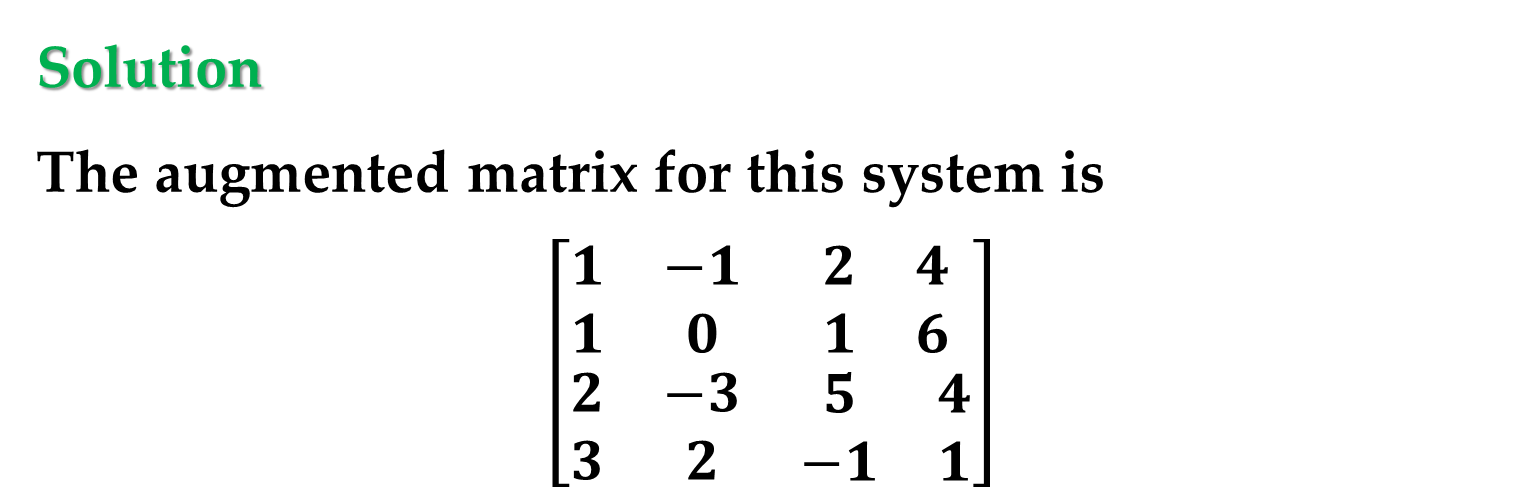 Solution
The augmented matrix for this system is
1 −1 2 4
1 0 1 6
2 −3 5 4
3 2 −1 1